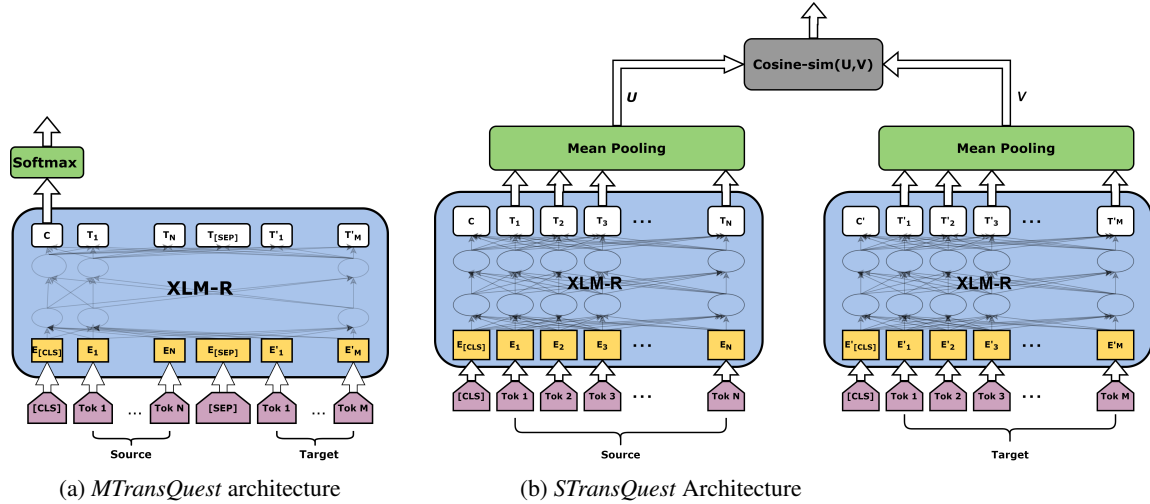 Cosine-sim(U,V)
U
V
Softmax
Mean Pooling
Mean Pooling
C T1 TN T[SEP] T'1 T'M
XLM-R
E[CLS] E1 EN E[SEP] E'1 E'M
[CLS] Tok 1 ... Tok N [SEP] Tok 1 ... Tok M
Source Target
(a) MTransQuest architecture
C T1 T2 T3 ... TN
XLM-R
E[CLS] E1 E2 E3 ... EN
[CLS] Tok 1 Tok 2 Tok 3 ... Tok N
Source
C' T'1 T'2 T'3 ... T'M
XLM-R
E'[CLS] E'1 E'2 E'3 ... E'M
[CLS] Tok 1 Tok 2 Tok 3 ... Tok M
Target
(b) STransQuest Architecture